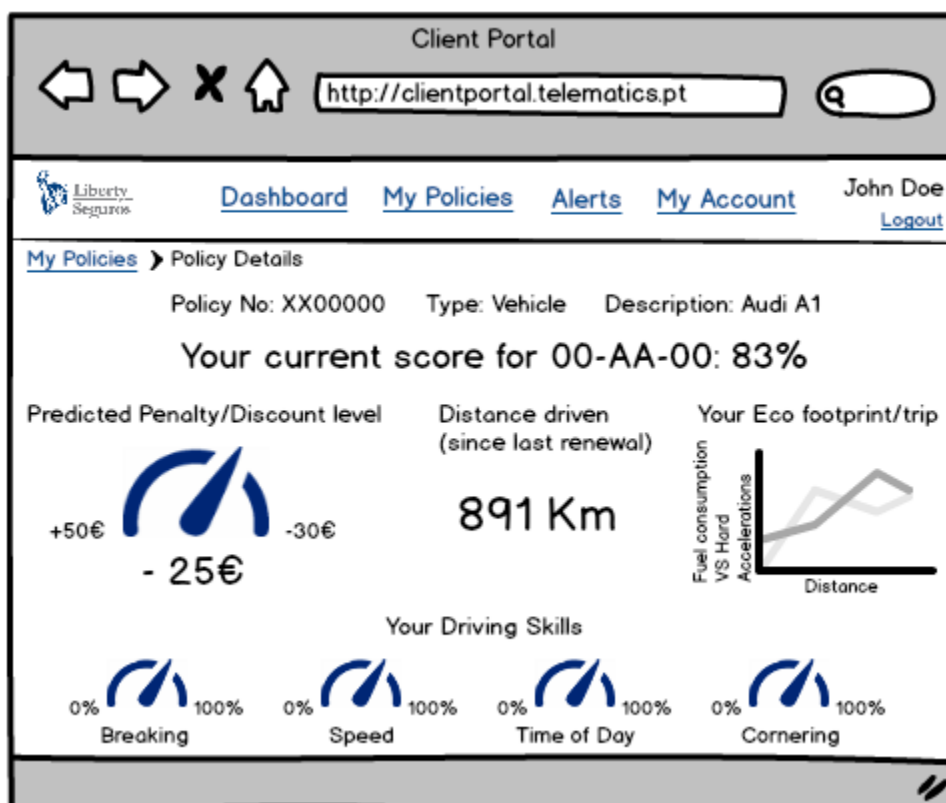 Client Portal
http://clientportal.telematics.pt
Liberty
Seguros
Dashboard My Policies Alerts My Account
John Doe
Logout
My Policies ❯ Policy Details
Policy No: XX00000 Type: Vehicle Description: Audi A1
Your current score for 00-AA-00: 83%
Predicted Penalty/Discount level
+50€ -30€
- 25€
Distance driven
(since last renewal)
891 Km
Your Eco footprint/trip
Fuel consumption
VS Hard
Accelerations
Distance
Your Driving Skills
0% 100% 0% 100% 0% 100% 0% 100%
Breaking Speed Time of Day Cornering